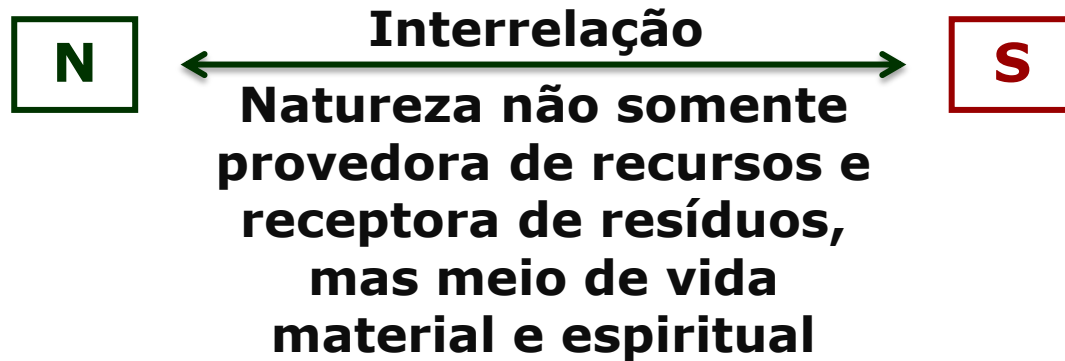 Interrelação
N
S
Natureza não somente
provedora de recursos e
receptora de resíduos,
mas meio de vida
material e espiritual